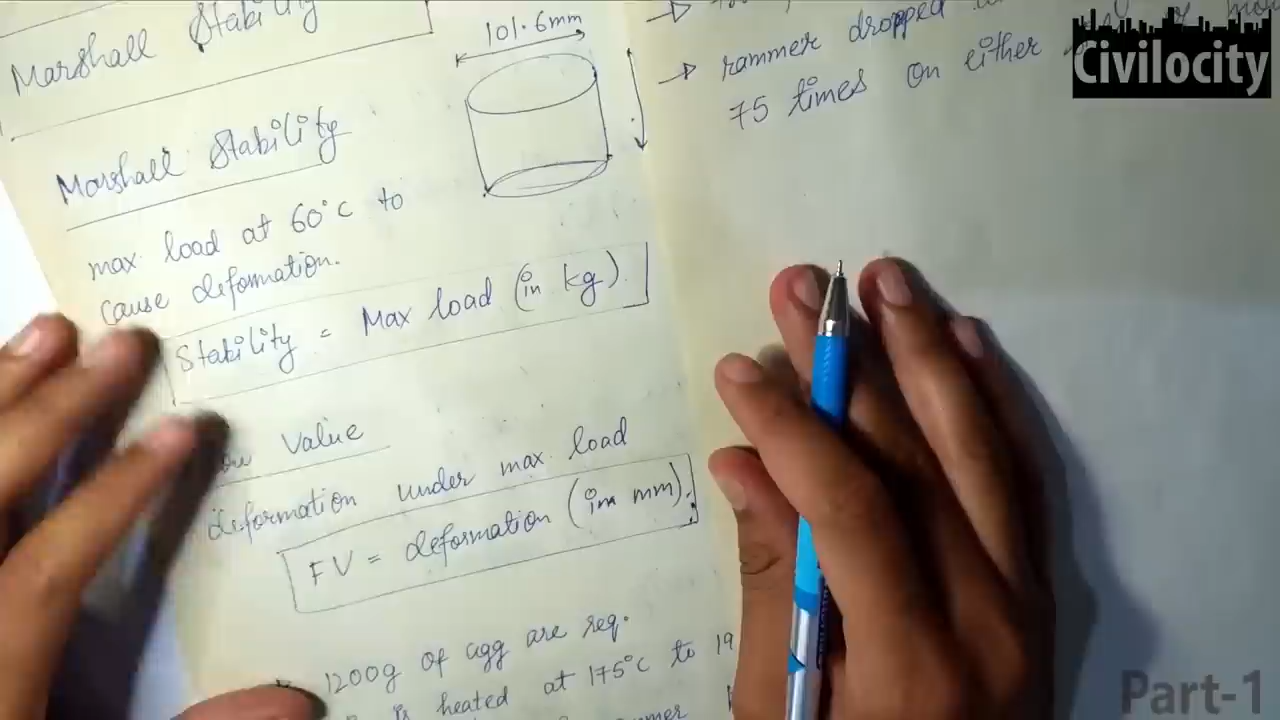 Marshall Stability
Marshall Stability
max load at 60°C to
cause deformation.
Stability = Max load (in kg).
101.6mm
Value
deformation under max load
FV = deformation (in mm).
1200g of agg are req.
is heated at 175°C to 19
→ rammer dropped
75 times on either
Civilocity
Part-1